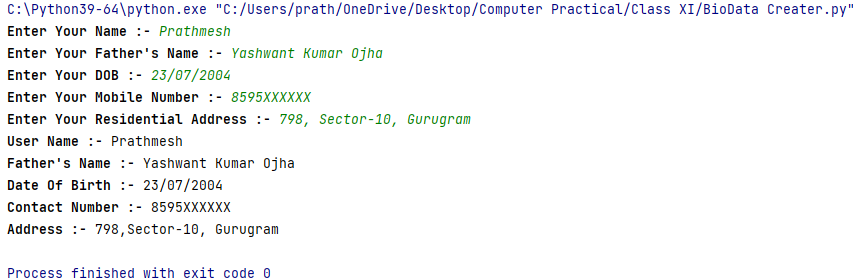 C:\Python39-64\python.exe "C:/Users/prath/OneDrive/Desktop/Computer Practical/Class XI/BioData Creater.py"
Enter Your Name :- Prathmesh
Enter Your Father's Name :- Yashwant Kumar Ojha
Enter Your DOB :- 23/07/2004
Enter Your Mobile Number :- 8595XXXXXX
Enter Your Residential Address :- 798, Sector-10, Gurugram
User Name :- Prathmesh
Father's Name :- Yashwant Kumar Ojha
Date Of Birth :- 23/07/2004
Contact Number :- 8595XXXXXX
Address :- 798,Sector-10, Gurugram
Process finished with exit code 0